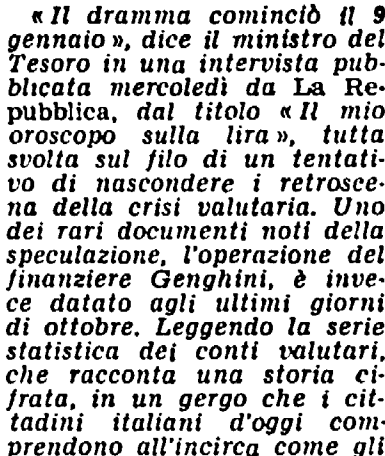 « Il dramma cominciò il 9
gennaio », dice il ministro del
Tesoro in una intervista pub-
blicata mercoledì da La Re-
pubblica, dal titolo « Il mio
oroscopo sulla lira », tutta
svolta sul filo di un tentati-
vo di nascondere i retrosce-
na della crisi valutaria. Uno
dei rari documenti noti della
speculazione, l'operazione del
finanziere Genghini, è inve-
ce datato agli ultimi giorni
di ottobre. Leggendo la serie
statistica dei conti valutari,
che racconta una storia ci-
frata, in un gergo che i cit-
tadini italiani d'oggi com-
prendono all'incirca come gli